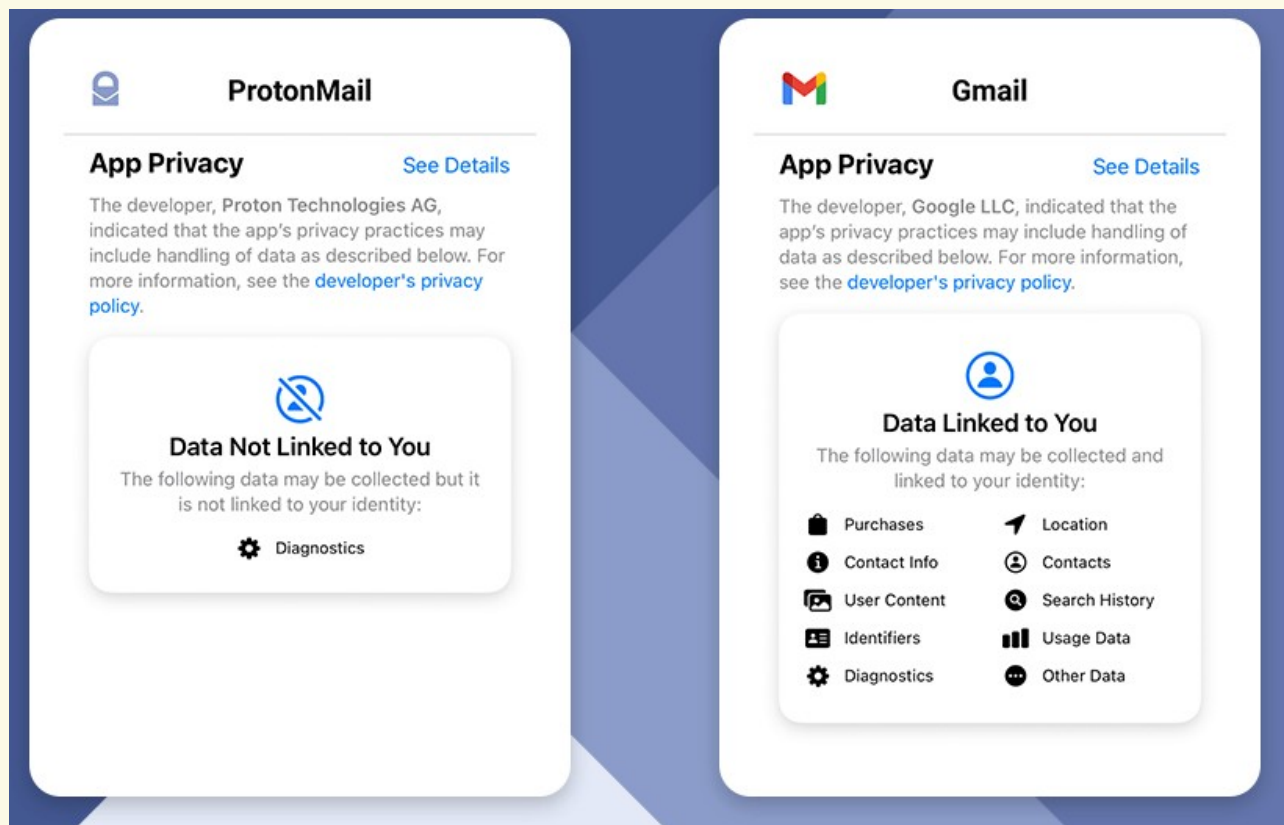 ProtonMail
App Privacy See Details
The developer, Proton Technologies AG,
indicated that the app's privacy practices may
include handling of data as described below. For
more information, see the developer's privacy
policy.
Data Not Linked to You
The following data may be collected but it
is not linked to your identity:
Diagnostics
Gmail
App Privacy See Details
The developer, Google LLC, indicated that the
app's privacy practices may include handling of
data as described below. For more information,
see the developer's privacy policy.
Data Linked to You
The following data may be collected and
linked to your identity:
Purchases Location
Contact Info Contacts
User Content Search History
Identifiers Usage Data
Diagnostics Other Data